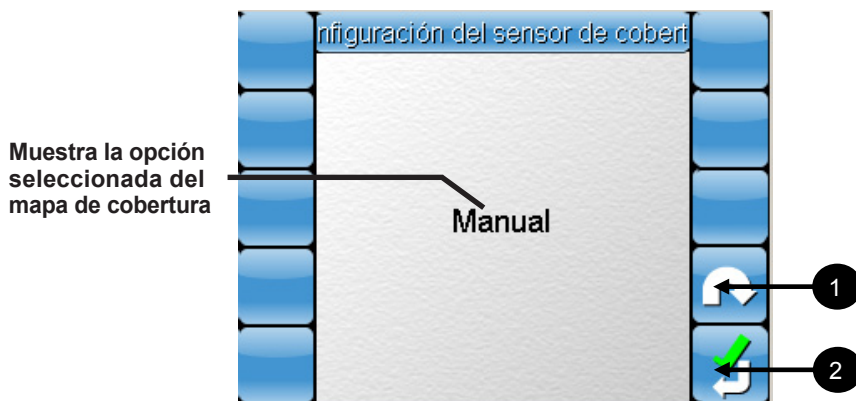 nfiguración del sensor de cobert
Muestra la opción
seleccionada del
mapa de cobertura
Manual
1
2